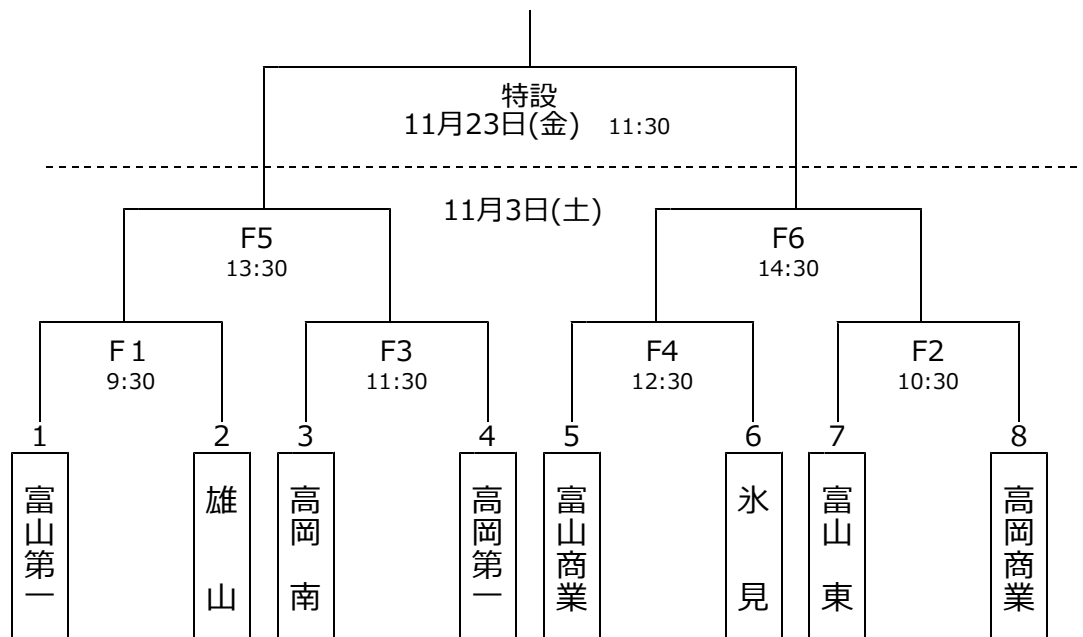 特設
11月23日(金) 11:30
11月3日(土)
F5
13:30
F6
14:30
F1
9:30
F3
11:30
F4
12:30
F2
10:30
1
2
3
4
5
6
7
8
富山第一
雄山
高岡南
高岡第一
富山商業
氷見
富山東
高岡商業